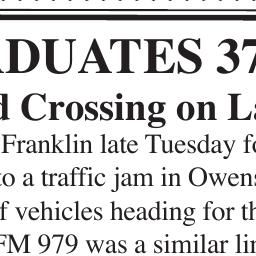 DUATES 37
Crossing on La
Franklin late Tuesday fo
to a traffic jam in Owens
f vehicles heading for th
FM 979 was a similar lin